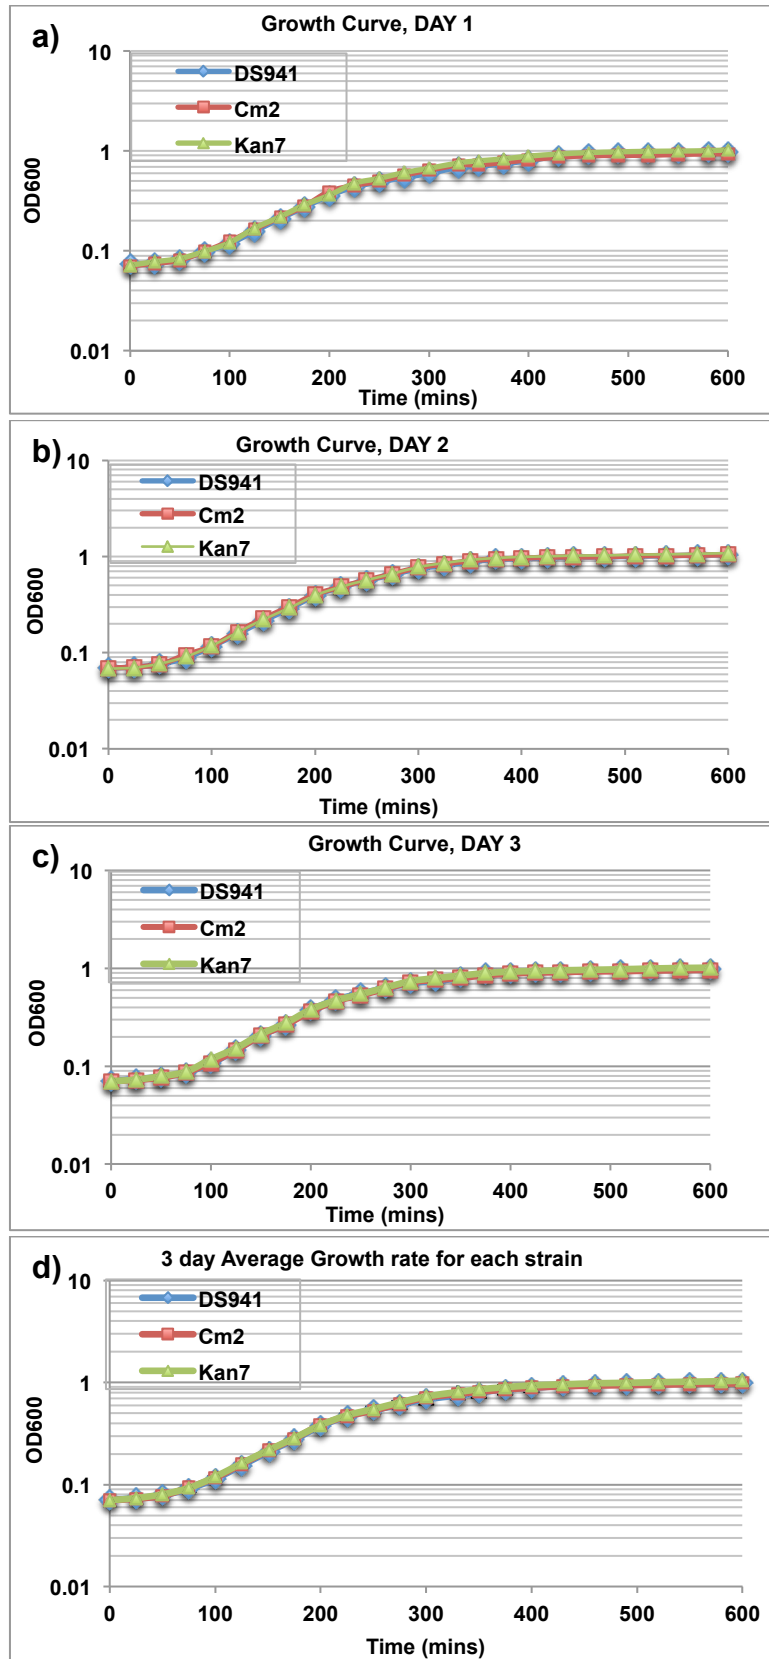 a)
Growth Curve, DAY 1
10
1
0.1
0.01
OD600
DS941
Cm2
Kan7
0 100 200 300 400 500 600
Time (mins)
b)
Growth Curve, DAY 2
10
1
0.1
0.01
OD600
DS941
Cm2
Kan7
0 100 200 300 400 500 600
Time (mins)
c)
Growth Curve, DAY 3
10
1
0.1
0.01
OD600
DS941
Cm2
Kan7
0 100 200 300 400 500 600
Time (mins)
d)
3 day Average Growth rate for each strain
10
1
0.1
0.01
OD600
DS941
Cm2
Kan7
0 100 200 300 400 500 600
Time (mins)